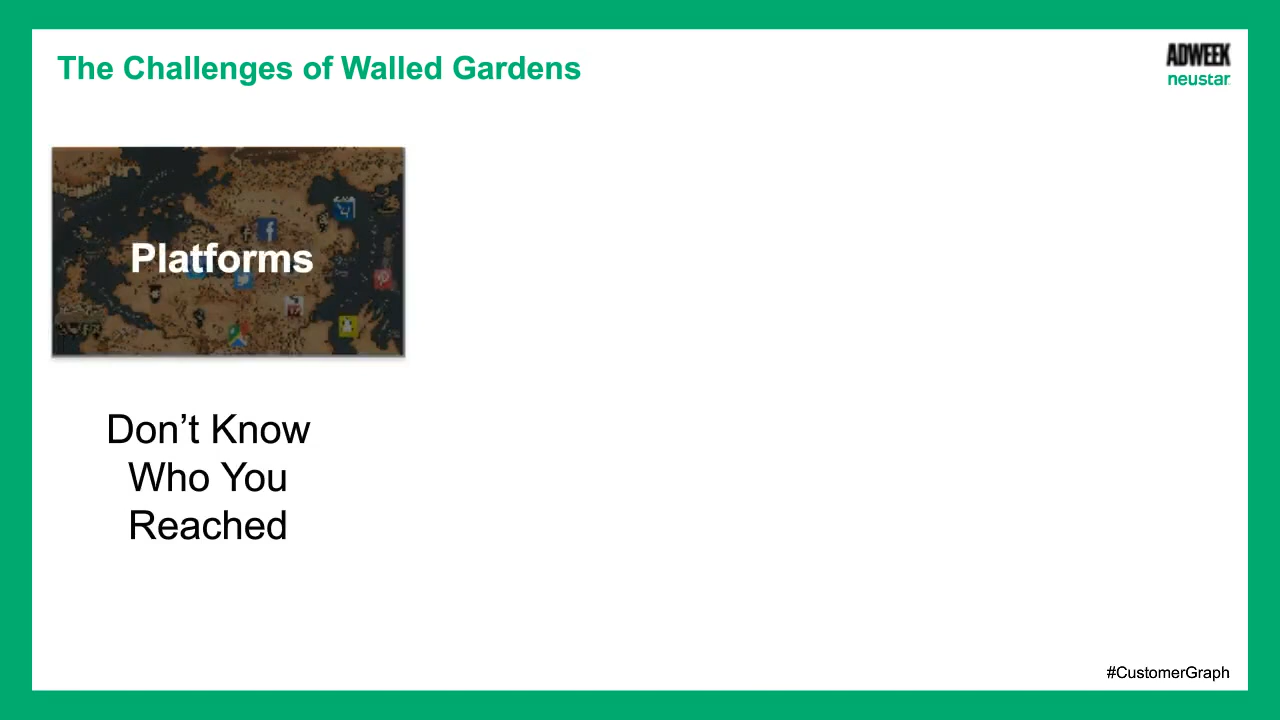 The Challenges of Walled Gardens
ADWEEK
neustar
Platforms
Don’t Know
Who You
Reached
#CustomerGraph